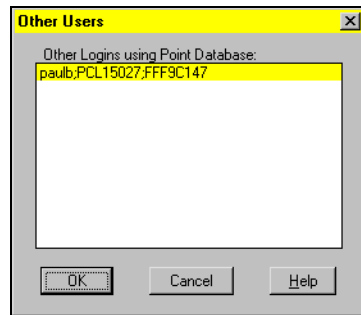 Other Users
Other Logins using Point Database:
paulb;PCL15027;FFF9C147
OK
Cancel
Help